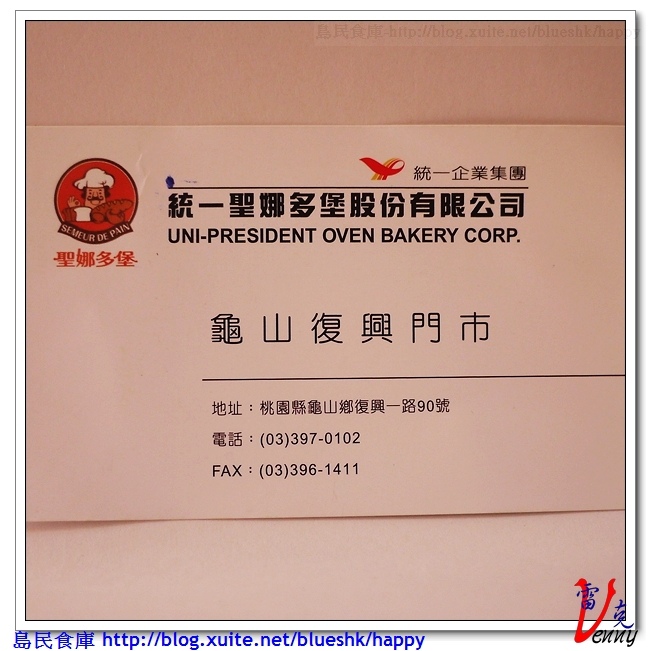 島民食庫-http://blog.xuite.net/blueshk/happy
統一企業集團
SEMEUR DE PAIN
聖娜多堡
統一聖娜多堡股份有限公司
UNI-PRESIDENT OVEN BAKERY CORP.
龜山復興門市
地址：桃園縣龜山鄉復興一路90號
電話：(03)397-0102
FAX：(03)396-1411
雷克
Venny
島民食庫 http://blog.xuite.net/blueshk/happy